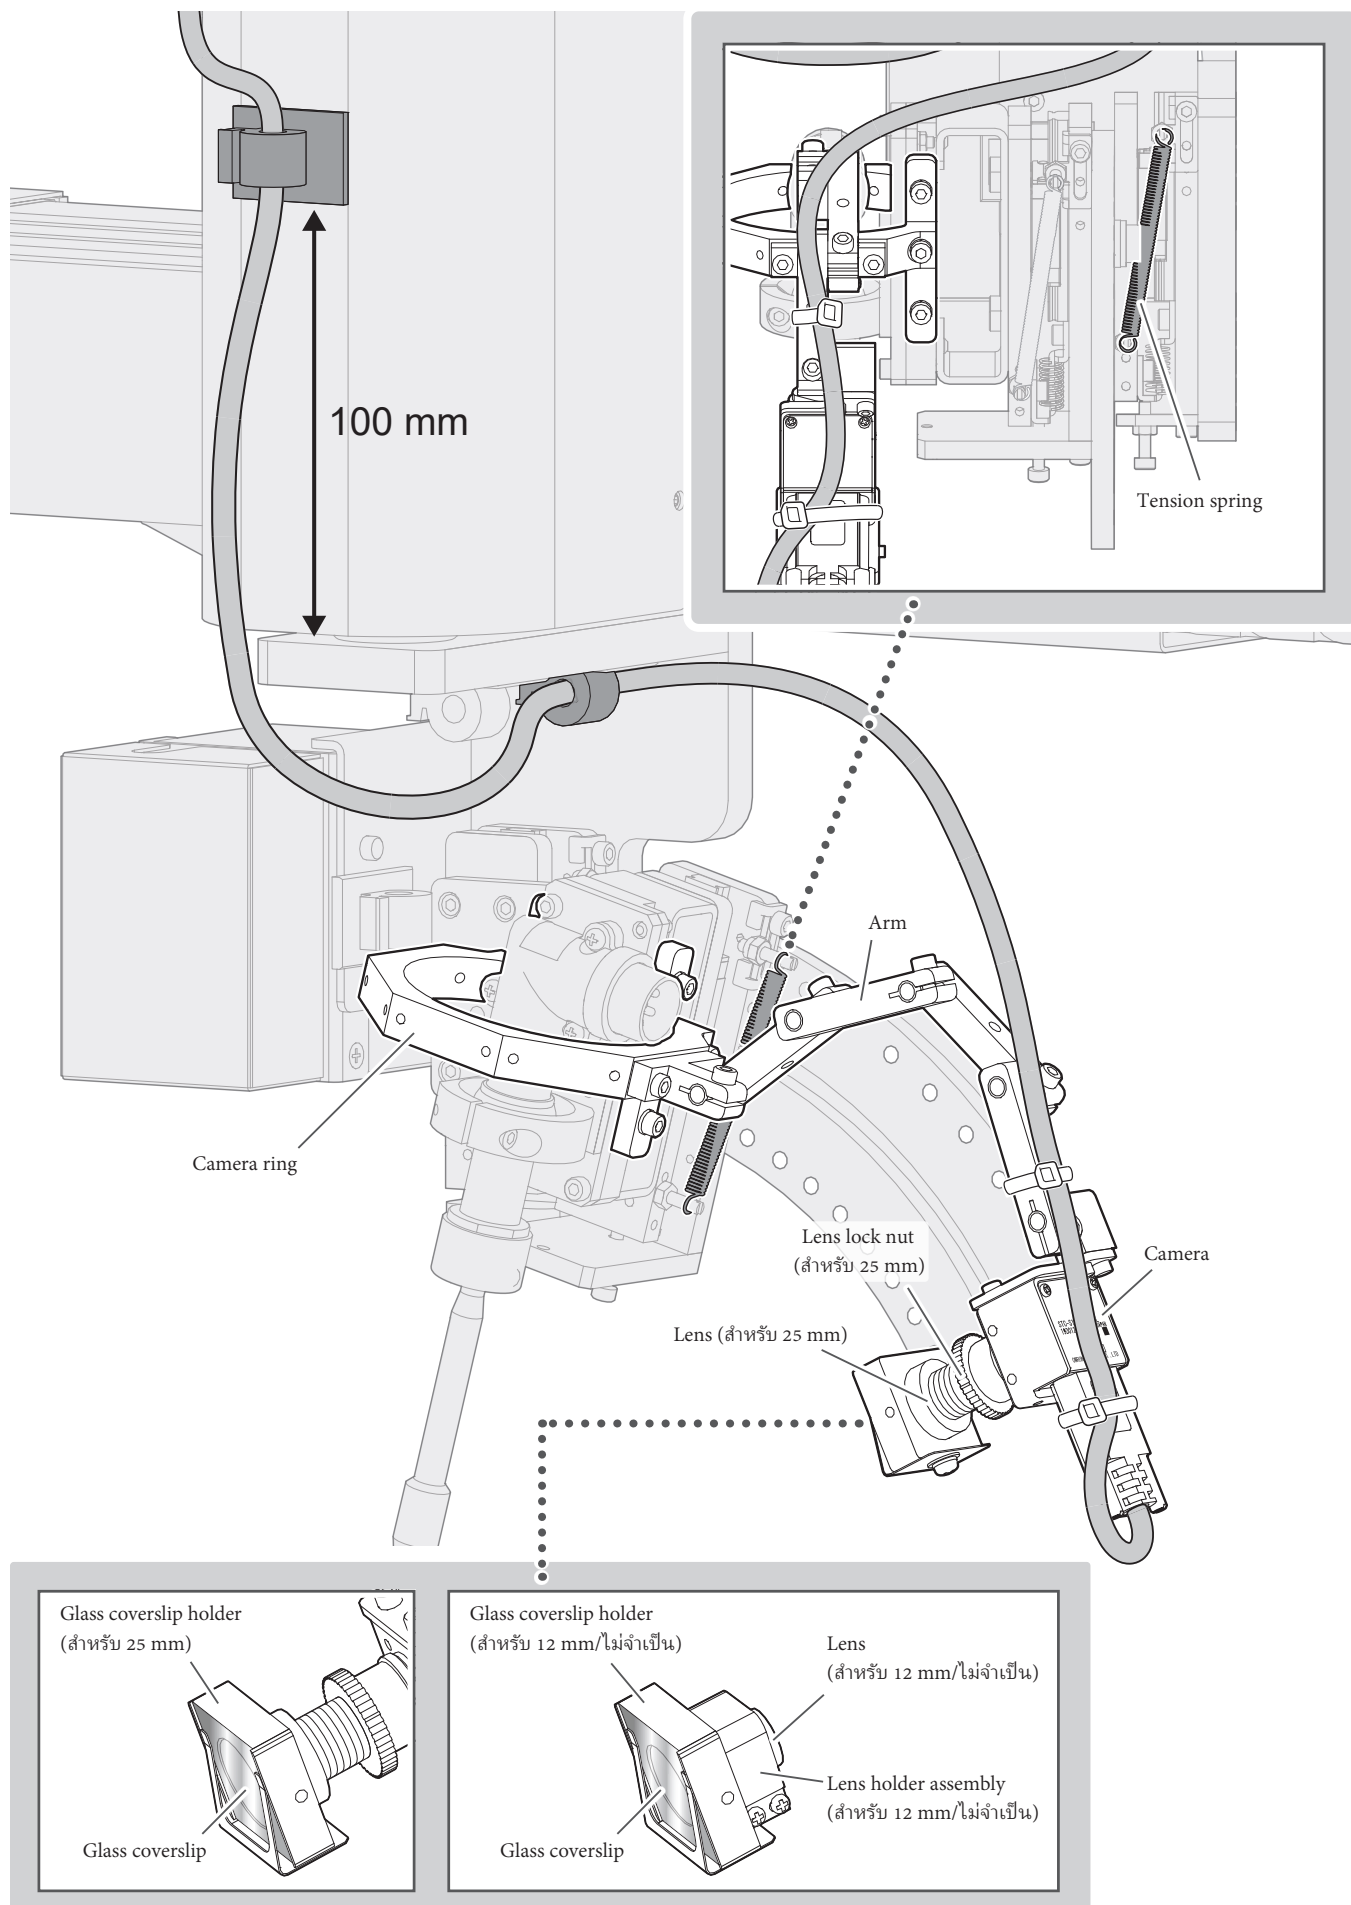 100 mm
Tension spring
Arm
Camera ring
Lens lock nut
(สำหรับ 25 mm)
Camera
Lens (สำหรับ 25 mm)
Glass coverslip holder
(สำหรับ 25 mm)
Glass coverslip
Glass coverslip holder
(สำหรับ 12 mm/ไม่จำเป็น)
Lens
(สำหรับ 12 mm/ไม่จำเป็น)
Lens holder assembly
(สำหรับ 12 mm/ไม่จำเป็น)
Glass coverslip